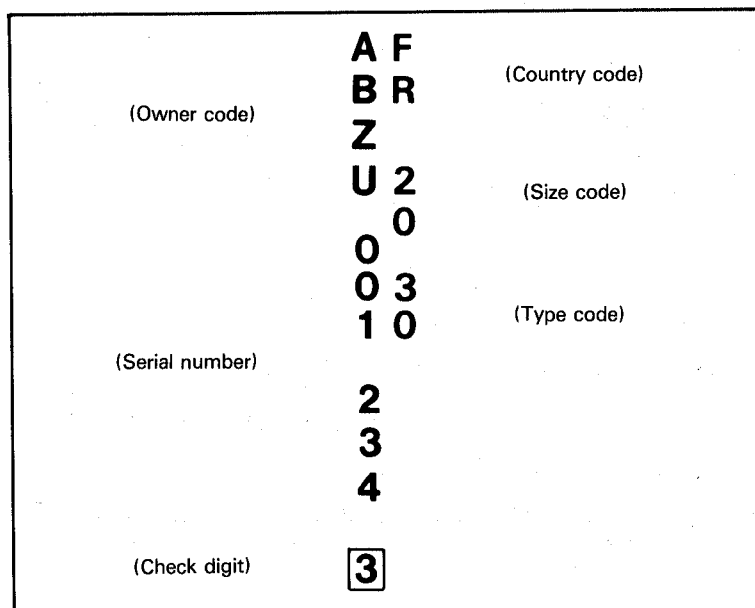 A F
(Country code)
B R
(Owner code)
Z
U 2
(Size code)
0
0
0 3
(Type code)
1 0
(Serial number)
2
3
4
(Check digit)
3